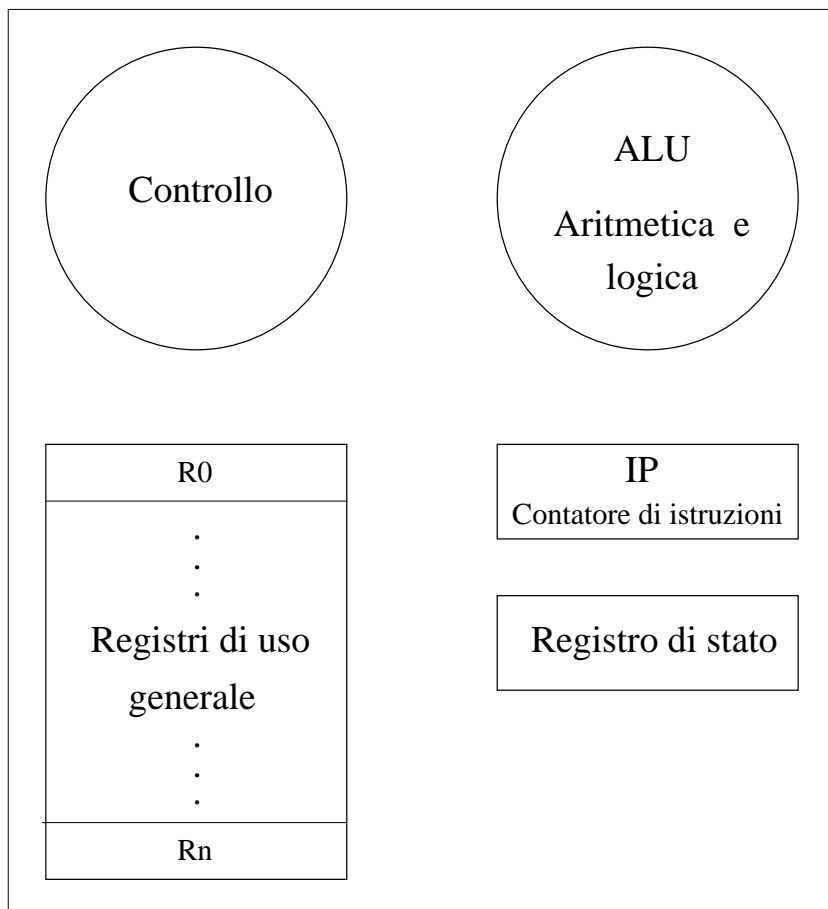 Controllo
ALU
Aritmetica e
logica
R0
.
.
.
Registri di uso
generale
.
.
.
Rn
IP
Contatore di istruzioni
Registro di stato